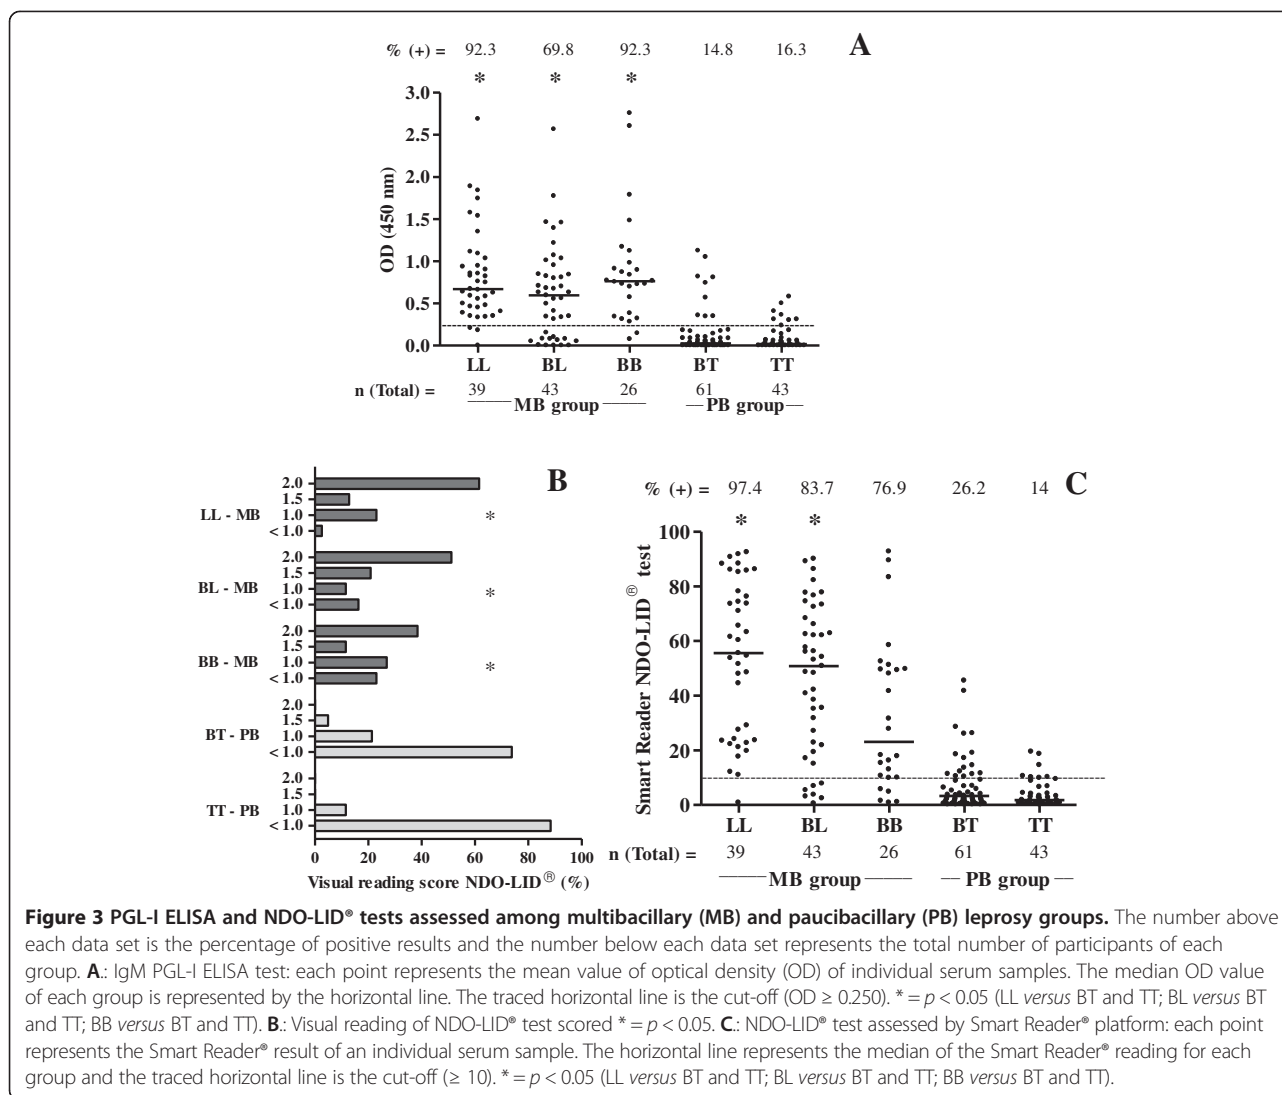 % (+) = 92.3 69.8 92.3 14.8 16.3 A
* * *
3.0
2.5
2.0
1.5
1.0
0.5
0.0
OD (450 nm)
LL BL BB BT TT
n (Total) = 39 43 26 61 43
MB group PB group
B
LL - MB
2.0
1.5
1.0
< 1.0
*
BL - MB
2.0
1.5
1.0
< 1.0
*
BB - MB
2.0
1.5
1.0
< 1.0
*
BT - PB
2.0
1.5
1.0
< 1.0
TT - PB
2.0
1.5
1.0
< 1.0
0 20 40 60 80 100
Visual reading score NDO-LID® (%)
% (+) = 97.4 83.7 76.9 26.2 14 C
* *
100
80
60
40
20
0
Smart Reader NDO-LID® test
LL BL BB BT TT
n (Total) = 39 43 26 61 43
MB group PB group
Figure 3 PGL-I ELISA and NDO-LID® tests assessed among multibacillary (MB) and paucibacillary (PB) leprosy groups. The number above
each data set is the percentage of positive results and the number below each data set represents the total number of participants of each
group. A.: IgM PGL-I ELISA test: each point represents the mean value of optical density (OD) of individual serum samples. The median OD value
of each group is represented by the horizontal line. The traced horizontal line is the cut-off (OD ≥ 0.250). * = p < 0.05 (LL versus BT and TT; BL versus BT
and TT; BB versus BT and TT). B.: Visual reading of NDO-LID® test scored * = p < 0.05. C.: NDO-LID® test assessed by Smart Reader® platform: each point
represents the Smart Reader® result of an individual serum sample. The horizontal line represents the median of the Smart Reader® reading for each
group and the traced horizontal line is the cut-off (≥ 10). * = p < 0.05 (LL versus BT and TT; BL versus BT and TT; BB versus BT and TT).